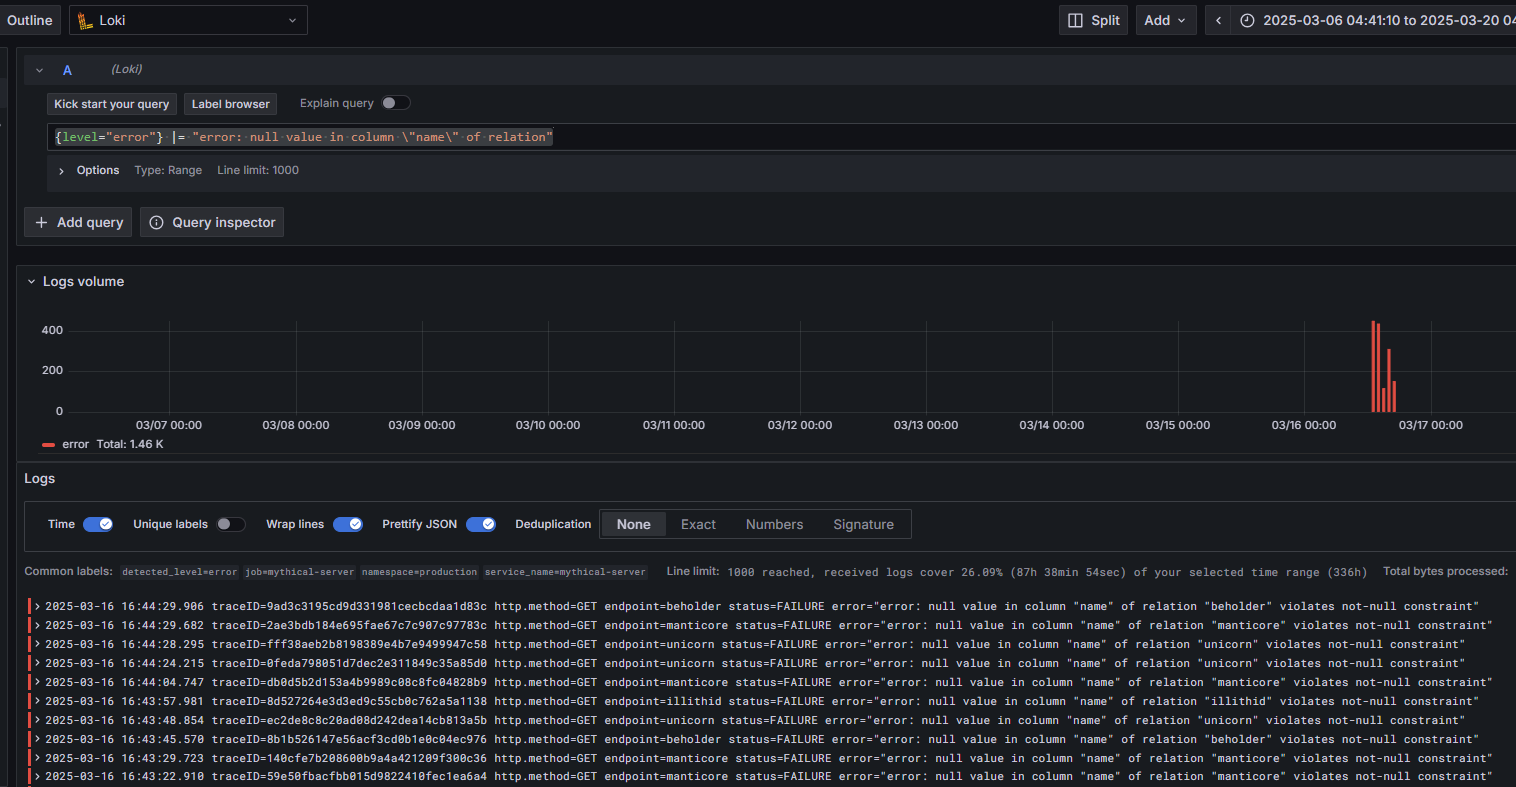 Outline Loki Split Add 2025-03-06 04:41:10 to 2025-03-20 04
A (Loki)
Kick start your query Label browser Explain query
{level="error"} |= "error: null value in column \"name\" of relation"
Options Type: Range Line limit: 1000
+ Add query Query inspector
Logs volume
400
200
0
03/07 00:00 03/08 00:00 03/09 00:00 03/10 00:00 03/11 00:00 03/12 00:00 03/13 00:00 03/14 00:00 03/15 00:00 03/16 00:00 03/17 00:00
error Total: 1.46 K
Logs
Time Unique labels Wrap lines Prettify JSON Deduplication None Exact Numbers Signature
Common labels: detected_level=error job=mythical-server namespace=production service_name=mythical-server Line limit: 1000 reached, received logs cover 26.09% (87h 38min 54sec) of your selected time range (336h) Total bytes processed:
2025-03-16 16:44:29.906 traceID=9ad3c3195cd9d331981cecbcdaa1d83c http.method=GET endpoint=beholder status=FAILURE error="error: null value in column "name" of relation "beholder" violates not-null constraint"
2025-03-16 16:44:29.682 traceID=2ae3bdb184e695fae67c7c907c97783c http.method=GET endpoint=manticore status=FAILURE error="error: null value in column "name" of relation "manticore" violates not-null constraint"
2025-03-16 16:44:28.295 traceID=fff38aeb2b8198389e4b7e9499947c58 http.method=GET endpoint=unicorn status=FAILURE error="error: null value in column "name" of relation "unicorn" violates not-null constraint"
2025-03-16 16:44:24.215 traceID=0feda798051d7dec2e311849c35a85d0 http.method=GET endpoint=unicorn status=FAILURE error="error: null value in column "name" of relation "unicorn" violates not-null constraint"
2025-03-16 16:44:04.747 traceID=db0d5b2d153a4b9989c08c8fc04828b9 http.method=GET endpoint=manticore status=FAILURE error="error: null value in column "name" of relation "manticore" violates not-null constraint"
2025-03-16 16:43:57.981 traceID=8d527264e3d3ed9c55cb0c762a5a1138 http.method=GET endpoint=illithid status=FAILURE error="error: null value in column "name" of relation "illithid" violates not-null constraint"
2025-03-16 16:43:48.854 traceID=ec2de8c8c20ad08d242dea14cb813a5b http.method=GET endpoint=unicorn status=FAILURE error="error: null value in column "name" of relation "unicorn" violates not-null constraint"
2025-03-16 16:43:45.570 traceID=8b1b526147e56acf3cd0b1e0c04ec976 http.method=GET endpoint=beholder status=FAILURE error="error: null value in column "name" of relation "beholder" violates not-null constraint"
2025-03-16 16:43:29.723 traceID=140cfe7b208600b9a4a421209f300c36 http.method=GET endpoint=manticore status=FAILURE error="error: null value in column "name" of relation "manticore" violates not-null constraint"
2025-03-16 16:43:22.910 traceID=59e50fbacfbb015d9822410fec1ea6a4 http.method=GET endpoint=manticore status=FAILURE error="error: null value in column "name" of relation "manticore" violates not-null constraint"